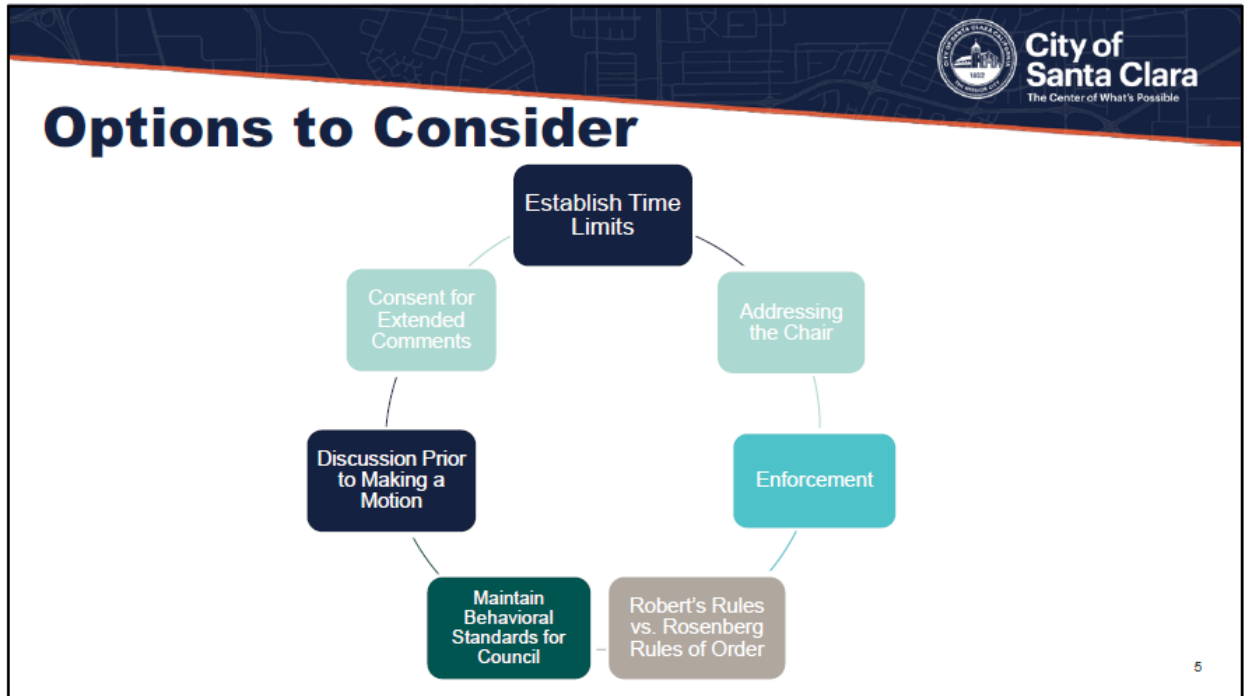 City of
Santa Clara
The Center of What's Possible
Options to Consider
Establish Time
Limits
Addressing
the Chair
Enforcement
Robert's Rules
vs. Rosenberg
Rules of Order
Maintain
Behavioral
Standards for
Council
Discussion Prior
to Making a
Motion
Consent for
Extended
Comments
5